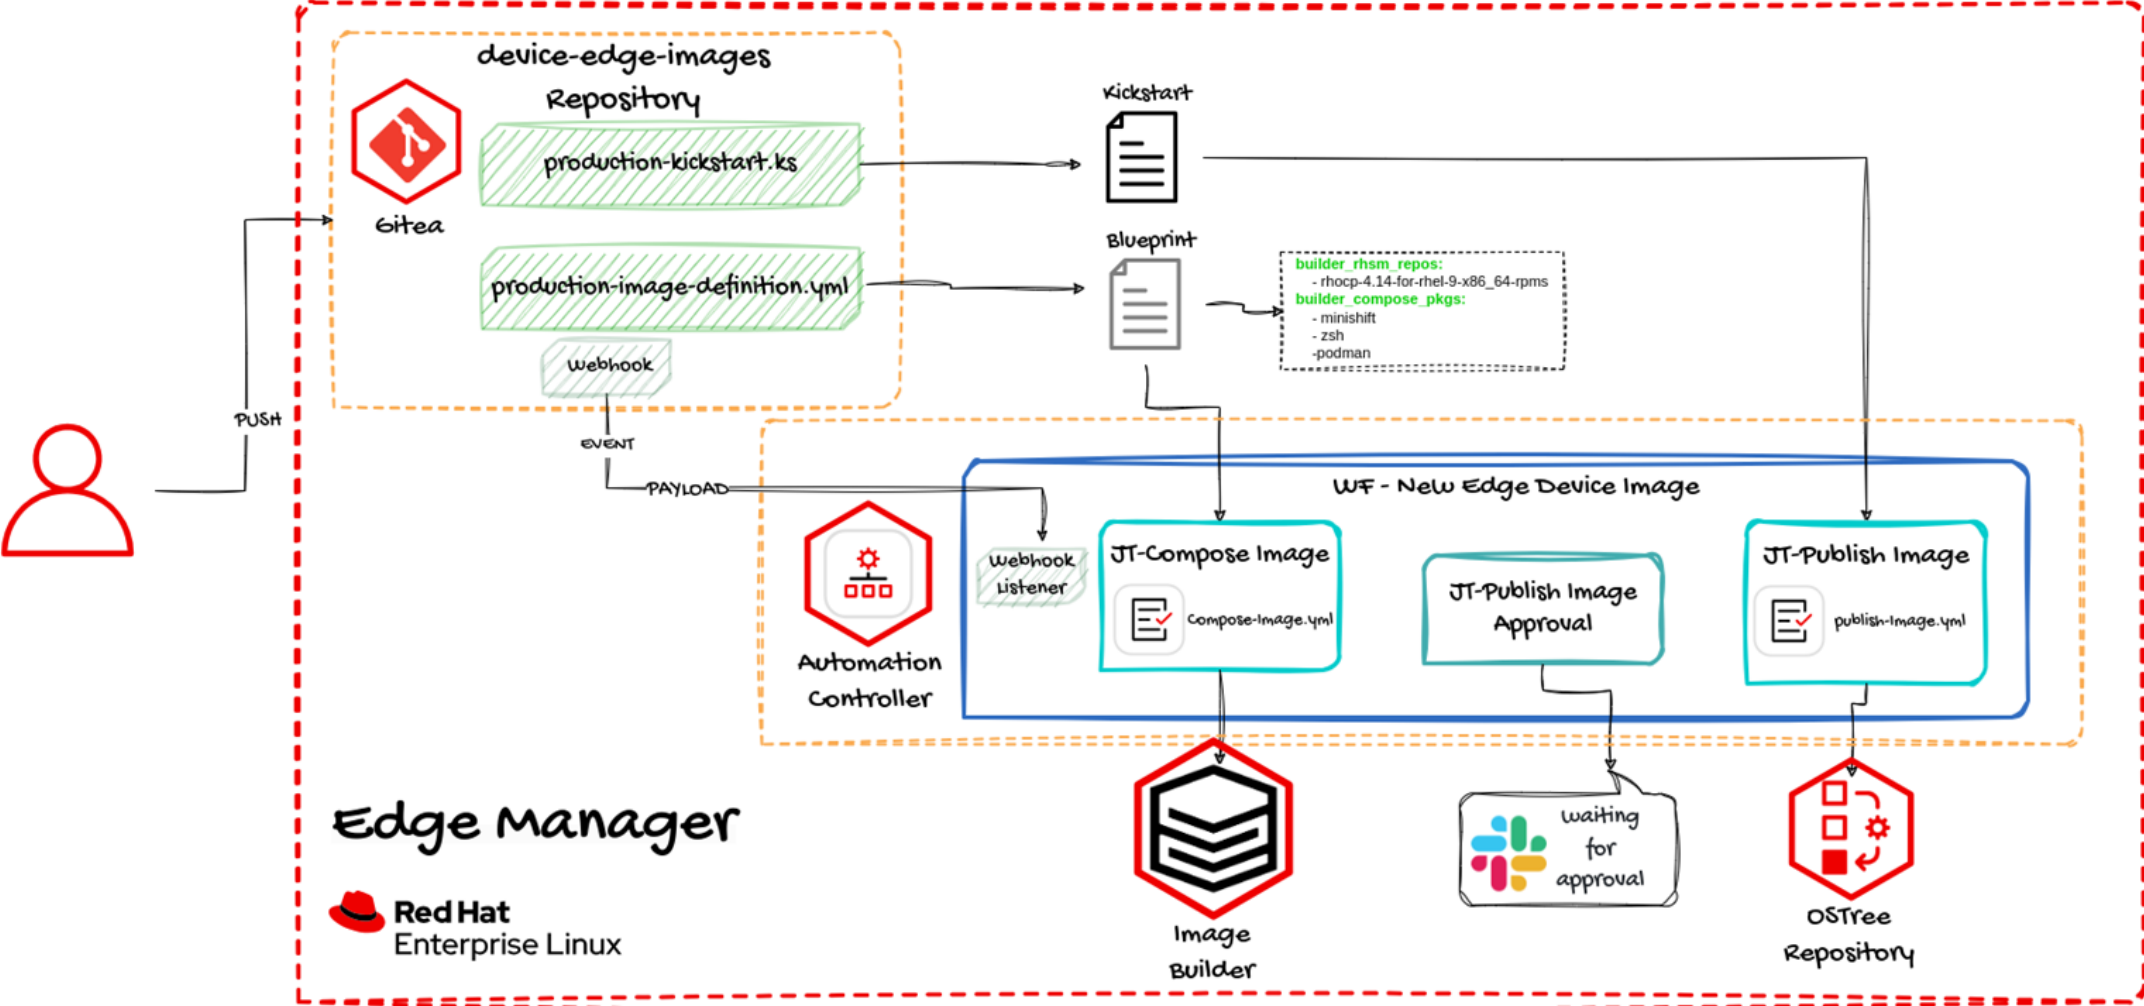 device-edge-images
Repository
production-kickstart.ks
Gitea
production-image-definition.yml
Webhook
Kickstart
Blueprint
builder_rhsm_repos:
- rhocp-4.14-for-rhel-9-x86_64-rpms
builder_compose_pkgs:
- minishift
- zsh
-podman
PUSH
EVENT
PAYLOAD
WF - New Edge Device Image
Webhook
Listener
JT-Compose Image
Compose-Image.yml
JT-Publish Image
Approval
JT-Publish Image
publish-Image.yml
Automation
Controller
Edge Manager
Red Hat
Enterprise Linux
Image
Builder
waiting
for
approval
OSTree
Repository